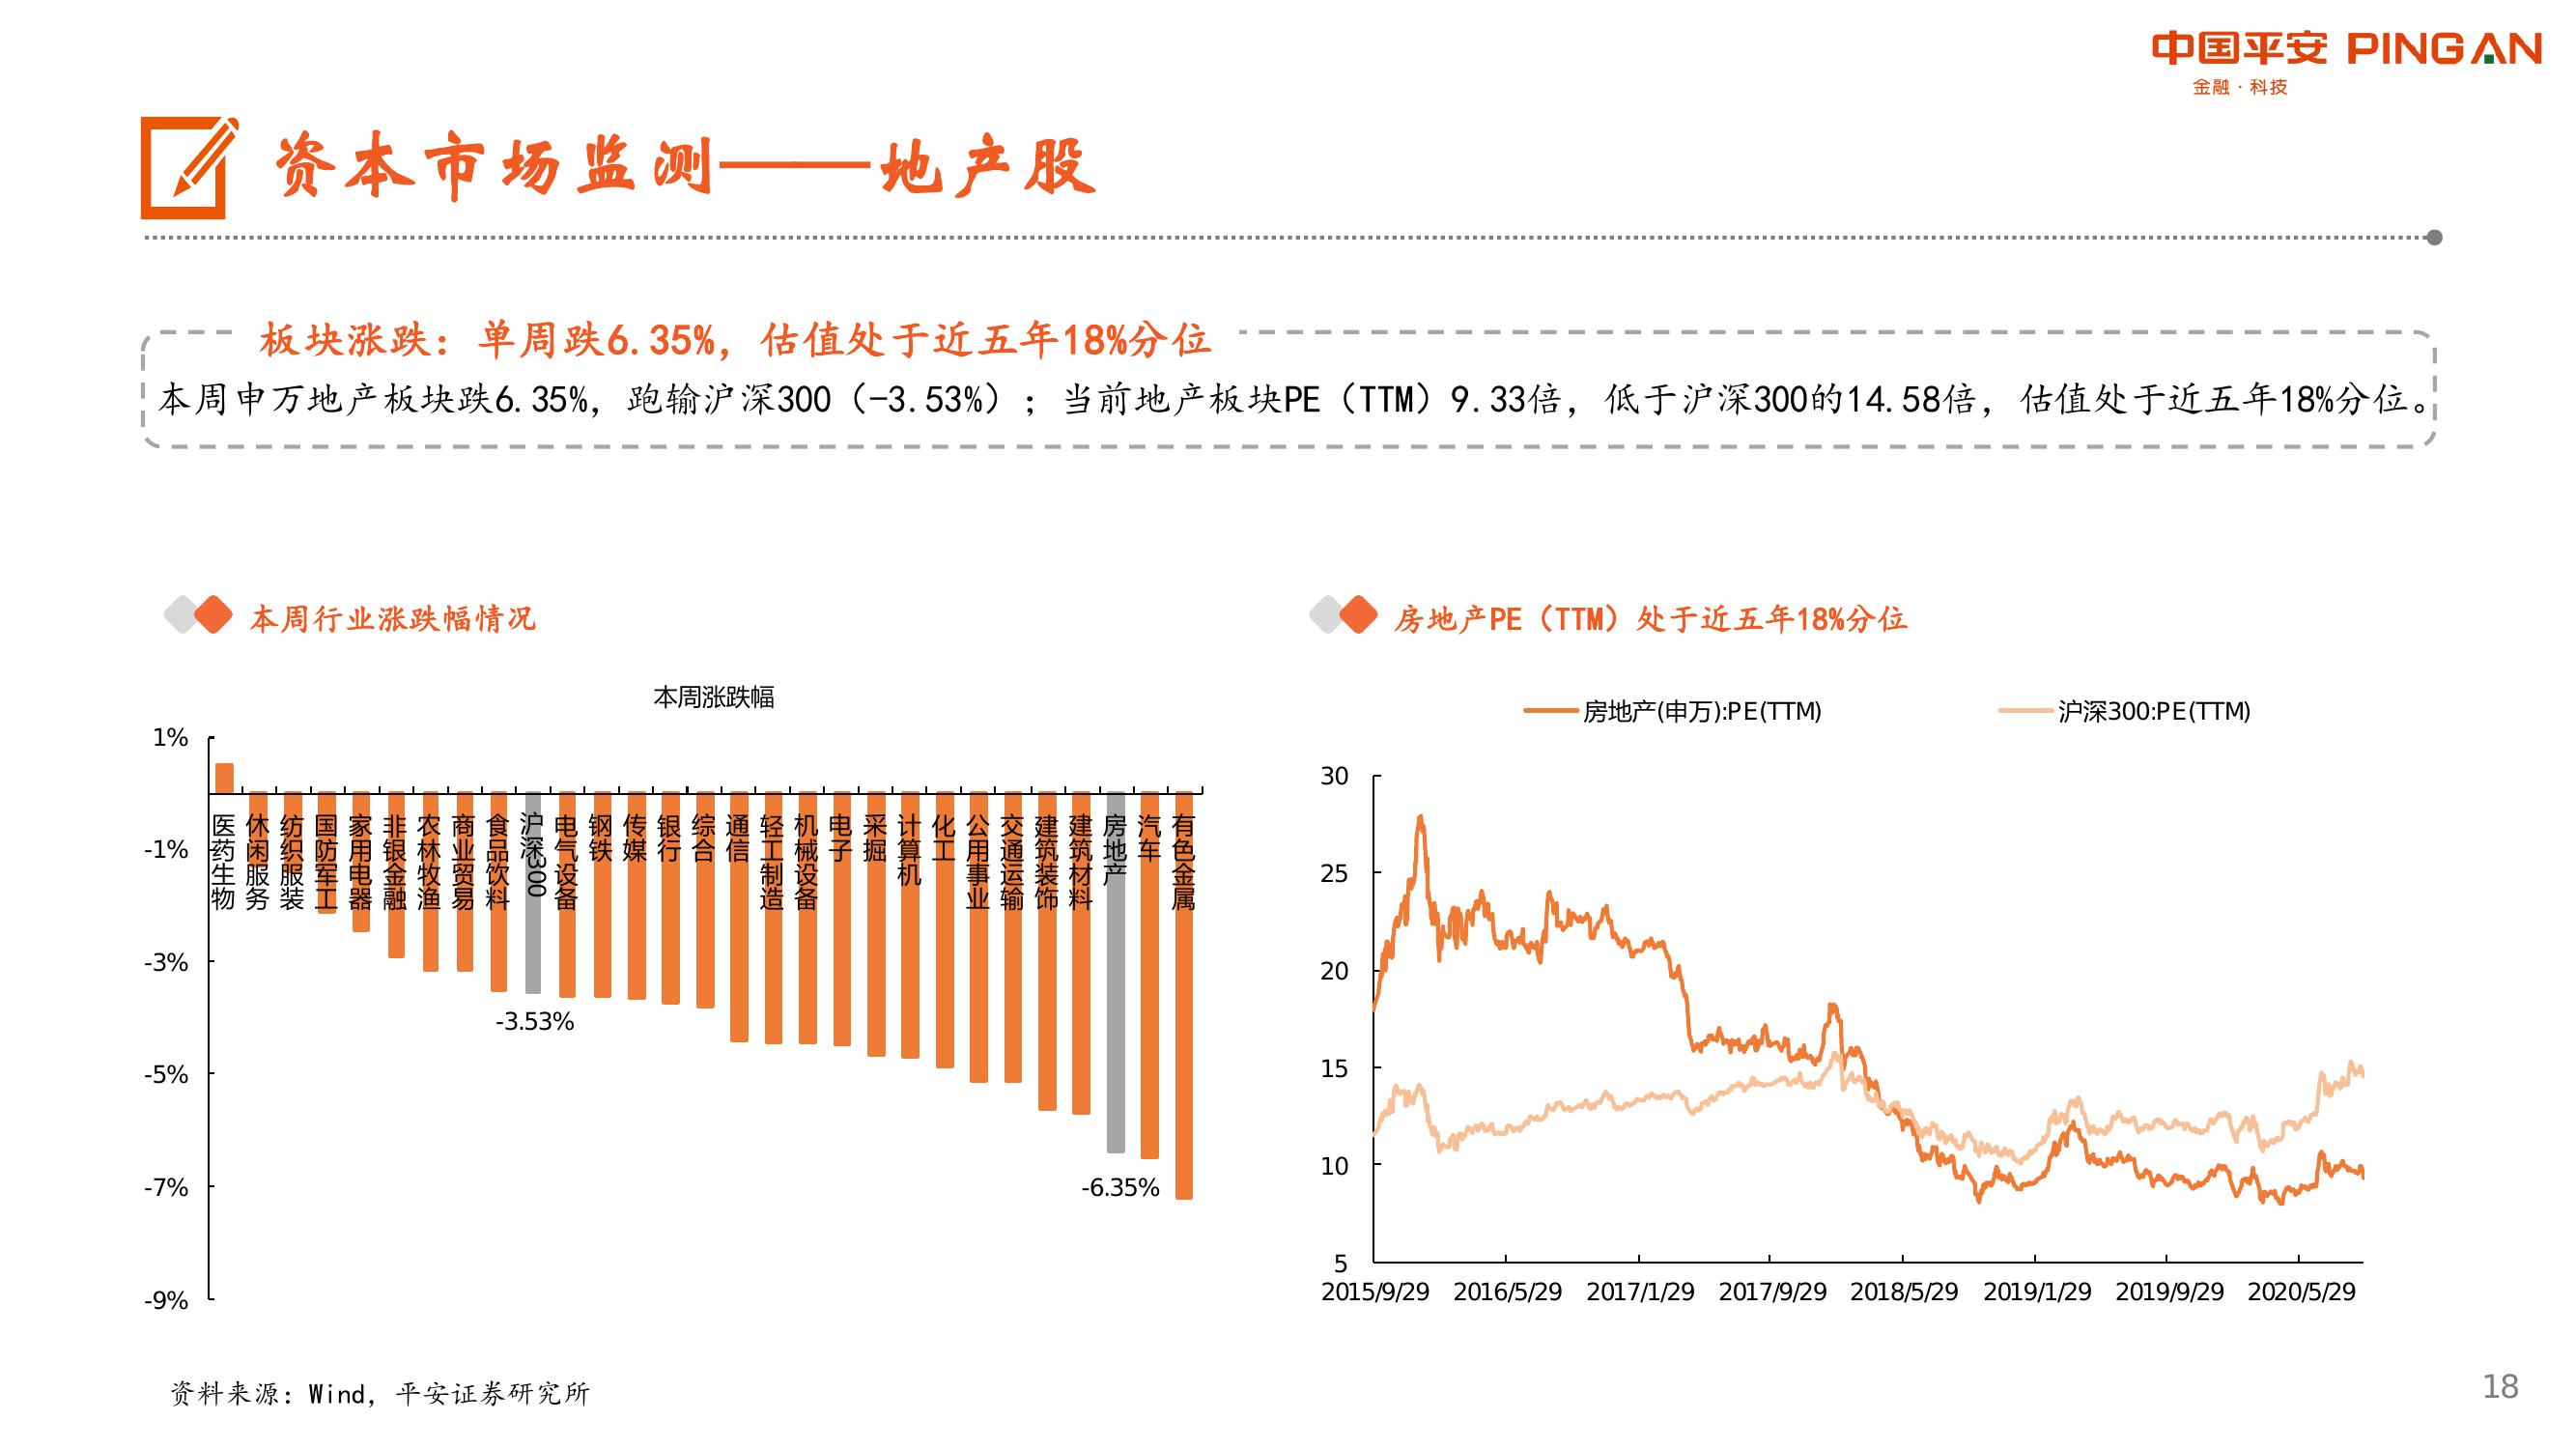 中国平安 PINGAN
金融·科技
资本市场监测——地产股
板块涨跌：单周跌6.35%，估值处于近五年18%分位
本周申万地产板块跌6.35%，跑输沪深300（-3.53%）；当前地产板块PE（TTM）9.33倍，低于沪深300的14.58倍，估值处于近五年18%分位。
本周行业涨跌幅情况
本周涨跌幅
1%
-1%
-3%
-5%
-7%
-9%
医药生物
休闲服务
纺织服装
国防军工
家用电器
非银金融
农林牧渔
商业贸易
食品饮料
沪深300
电气设备
钢铁
传媒
银行
综合
通信
轻工制造
机械设备
电子
采掘
计算机
化工
公用事业
交通运输
建筑装饰
建筑材料
房地产
汽车
有色金属
-3.53%
-6.35%
房地产PE（TTM）处于近五年18%分位
房地产(申万):PE(TTM)
沪深300:PE(TTM)
30
25
20
15
10
5
2015/9/29
2016/5/29
2017/1/29
2017/9/29
2018/5/29
2019/1/29
2019/9/29
2020/5/29
资料来源：Wind，平安证券研究所
18